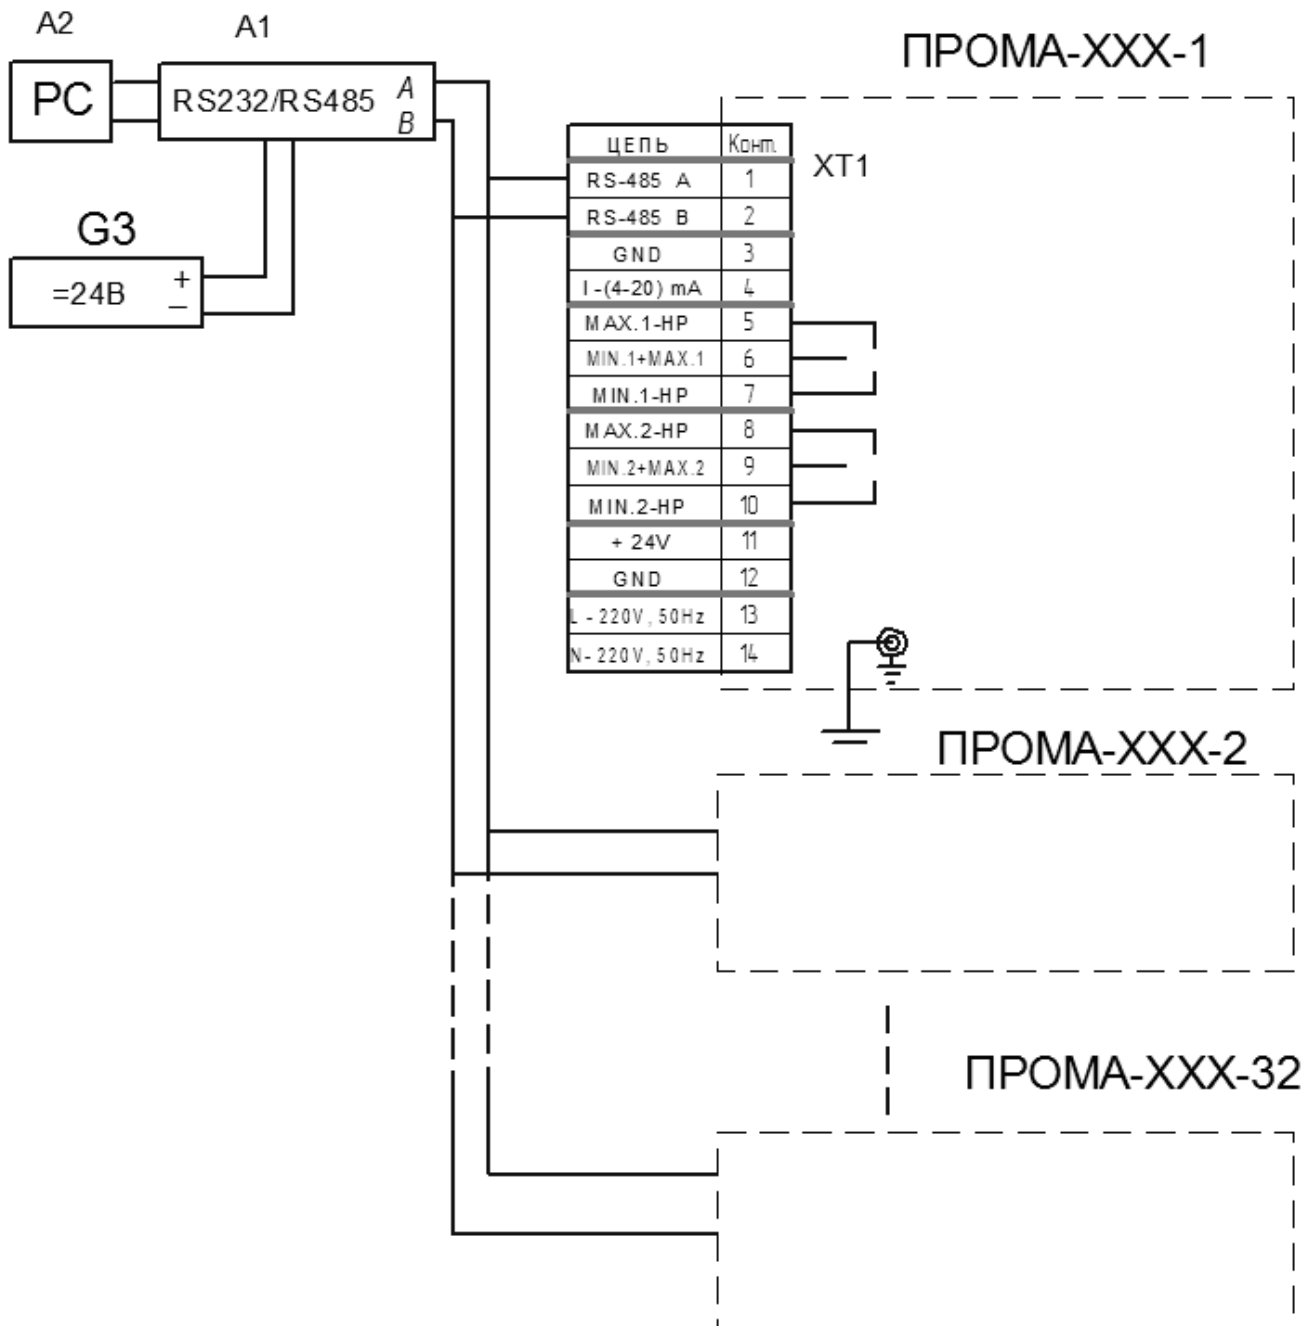 A2
A1
ПРОМА-XXX-1
PC
RS232/RS485
A
B
ЦЕПЬ Конт.
XT1
RS-485 A 1
RS-485 B 2
G3
GND 3
=24В
+
–
I-(4-20) mA 4
MAX.1-HP 5
MIN.1+MAX.1 6
MIN.1-HP 7
MAX.2-HP 8
MIN.2+MAX.2 9
MIN.2-HP 10
+ 24V 11
GND 12
L - 220V, 50Hz 13
N- 220V, 50Hz 14
ПРОМА-XXX-2
ПРОМА-XXX-32